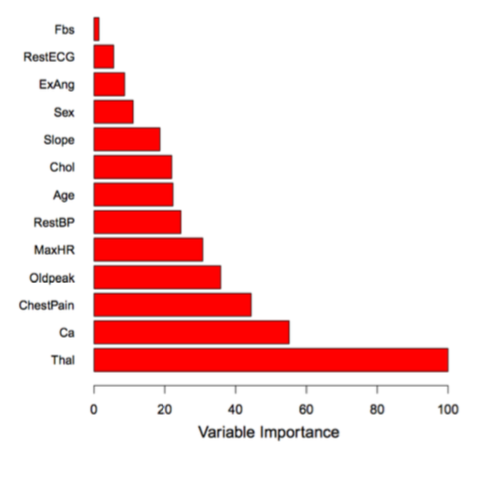 Fbs
RestECG
ExAng
Sex
Slope
Chol
Age
RestBP
MaxHR
Oldpeak
ChestPain
Ca
Thal
0 20 40 60 80 100
Variable Importance